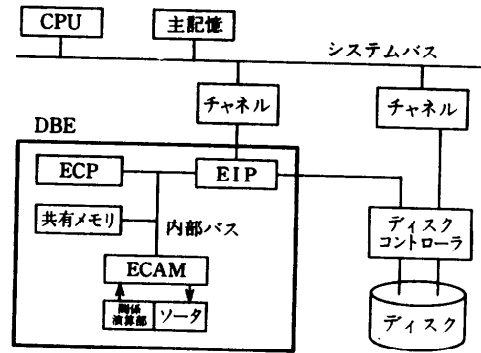 CPU
主記憶
システムバス
チャネル
チャネル
DBE
ECP
EIP
共有メモリ
内部バス
ディスク
コントローラ
ECAM
関係
演算部
ソータ
ディスク